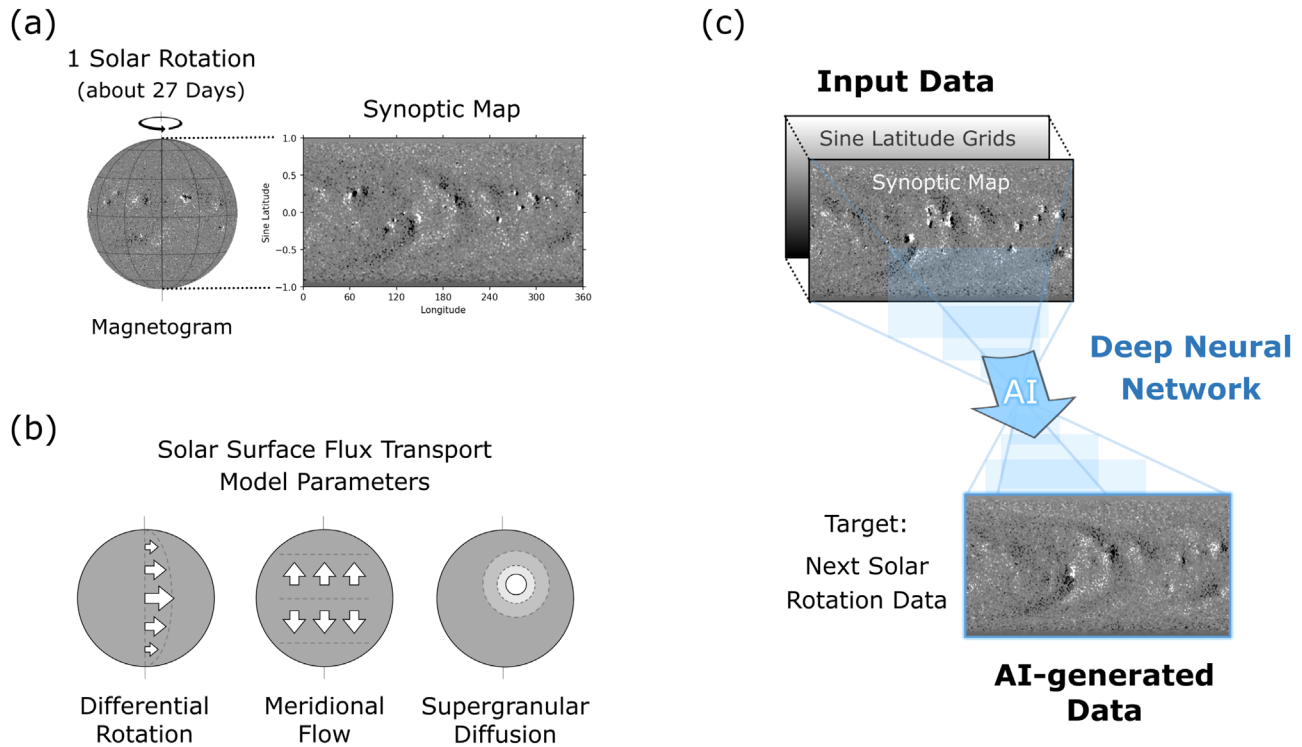 (a)
1 Solar Rotation
(about 27 Days)
Magnetogram
Synoptic Map
1.0
0.5
0.0
−0.5
−1.0
Sine Latitude
0 60 120 180 240 300 360
Longitude
(b)
Solar Surface Flux Transport
Model Parameters
Differential
Rotation
Meridional
Flow
Supergranular
Diffusion
(c)
Input Data
Sine Latitude Grids
Synoptic Map
Deep Neural
Network
AI
Target:
Next Solar
Rotation Data
AI-generated
Data